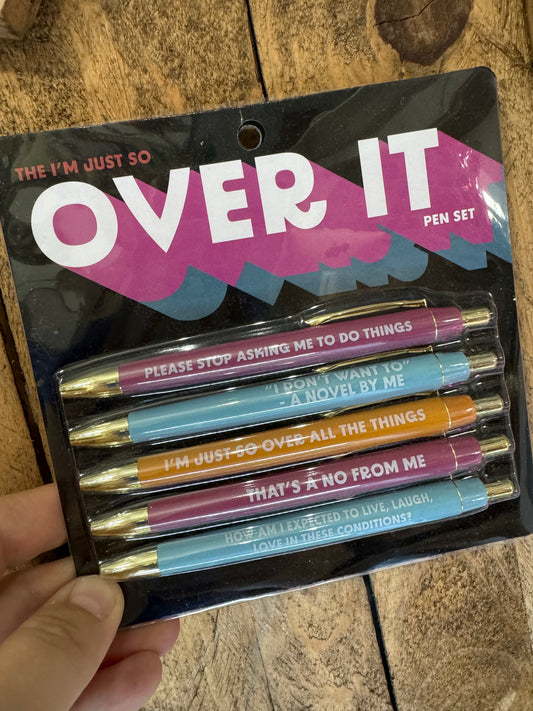 THE I'M JUST SO
OVER IT
PEN SET
PLEASE STOP ASKING ME TO DO THINGS
"I DON'T WANT TO"
- A NOVEL BY ME
I'M JUST SO OVER ALL THE THINGS
THAT'S A NO FROM ME
HOW AM I EXPECTED TO LIVE, LAUGH,
LOVE IN THESE CONDITIONS?